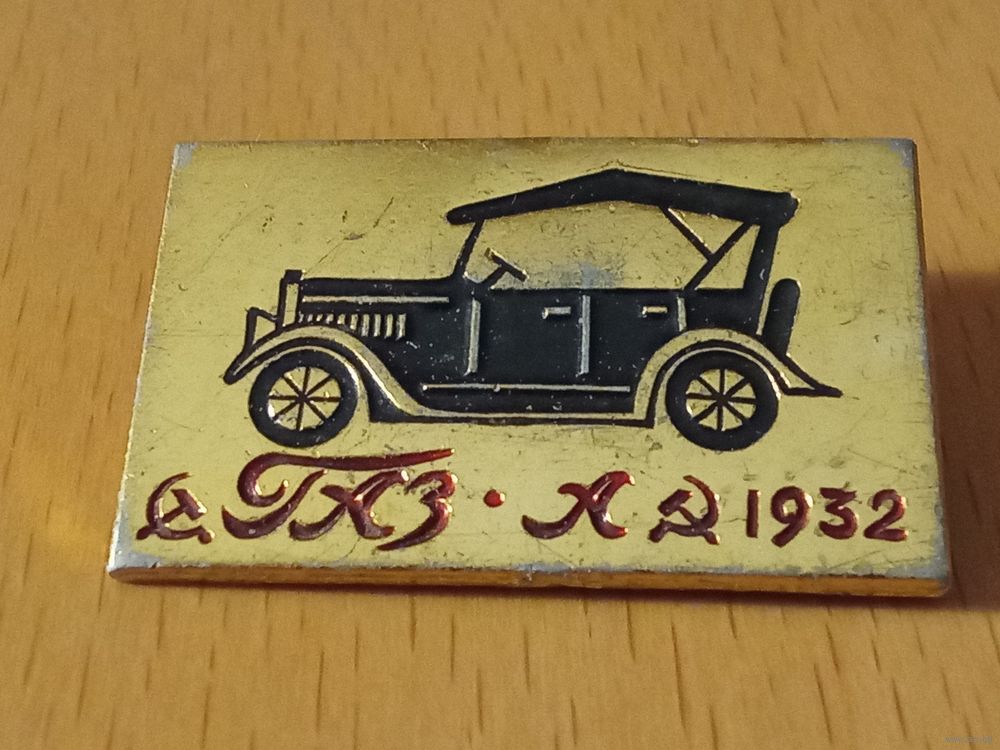 ☭ ГАЗ · А ☭ 1932